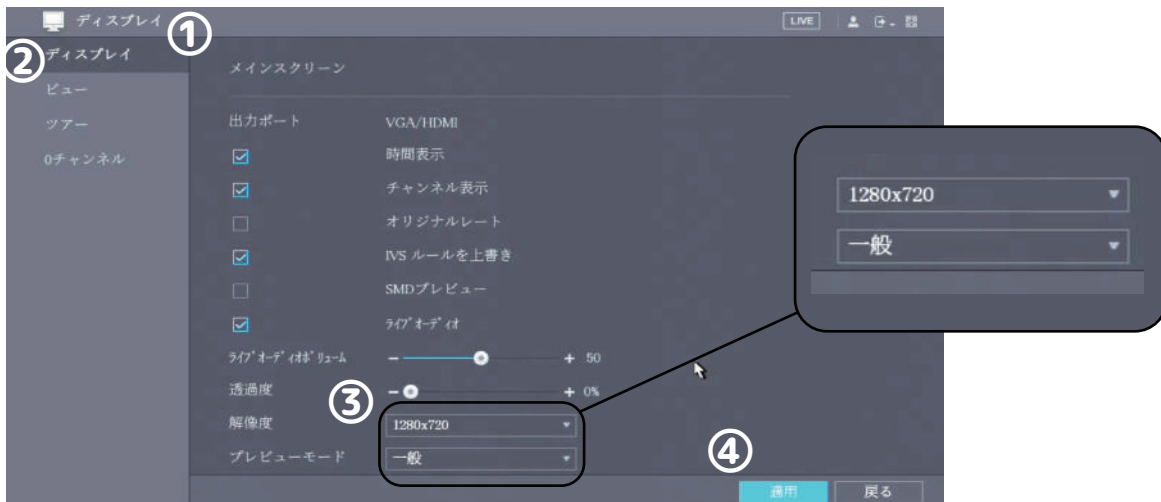 ディスプレイ ① LIVE
② ディスプレイ
ビュー
ツアー
0チャンネル
メインスクリーン
出力ポート VGA/HDMI
時間表示
チャンネル表示
オリジナルレート
IVS ルールを上書き
SMDプレビュー
ライブオーディオ
ライブオーディオボリューム − + 50
透過度 − + 0%
③
解像度 1280x720
プレビューモード 一般
④
適用 戻る
1280x720
一般